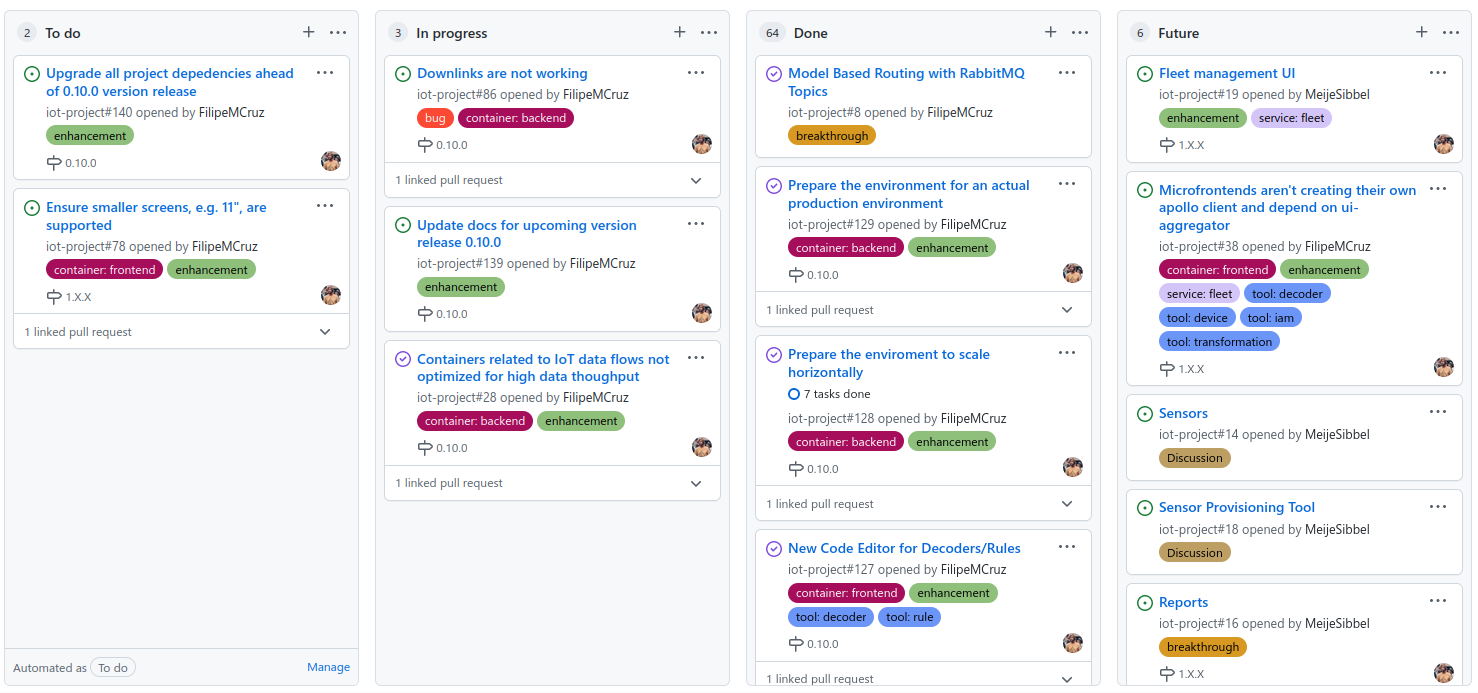 2 To do
Upgrade all project depedencies ahead
of 0.10.0 version release
iot-project#140 opened by FilipeMCruz
enhancement
0.10.0
Ensure smaller screens, e.g. 11", are
supported
iot-project#78 opened by FilipeMCruz
container: frontend enhancement
1.X.X
1 linked pull request
Automated as To do Manage
3 In progress
Downlinks are not working
iot-project#86 opened by FilipeMCruz
bug container: backend
0.10.0
1 linked pull request
Update docs for upcoming version
release 0.10.0
iot-project#139 opened by FilipeMCruz
enhancement
0.10.0
Containers related to IoT data flows not
optimized for high data thoughput
iot-project#28 opened by FilipeMCruz
container: backend enhancement
0.10.0
1 linked pull request
64 Done
Model Based Routing with RabbitMQ
Topics
iot-project#8 opened by FilipeMCruz
breakthrough
Prepare the environment for an actual
production environment
iot-project#129 opened by FilipeMCruz
container: backend enhancement
0.10.0
1 linked pull request
Prepare the enviroment to scale
horizontally
7 tasks done
iot-project#128 opened by FilipeMCruz
container: backend enhancement
0.10.0
1 linked pull request
New Code Editor for Decoders/Rules
iot-project#127 opened by FilipeMCruz
container: frontend enhancement
tool: decoder tool: rule
0.10.0
1 linked pull request
6 Future
Fleet management UI
iot-project#19 opened by MeijeSibbel
enhancement service: fleet
1.X.X
Microfrontends aren't creating their own
apollo client and depend on ui-
aggregator
iot-project#38 opened by FilipeMCruz
container: frontend enhancement
service: fleet tool: decoder
tool: device tool: iam
tool: transformation
1.X.X
Sensors
iot-project#14 opened by MeijeSibbel
Discussion
Sensor Provisioning Tool
iot-project#18 opened by MeijeSibbel
Discussion
Reports
iot-project#16 opened by MeijeSibbel
breakthrough
1.X.X